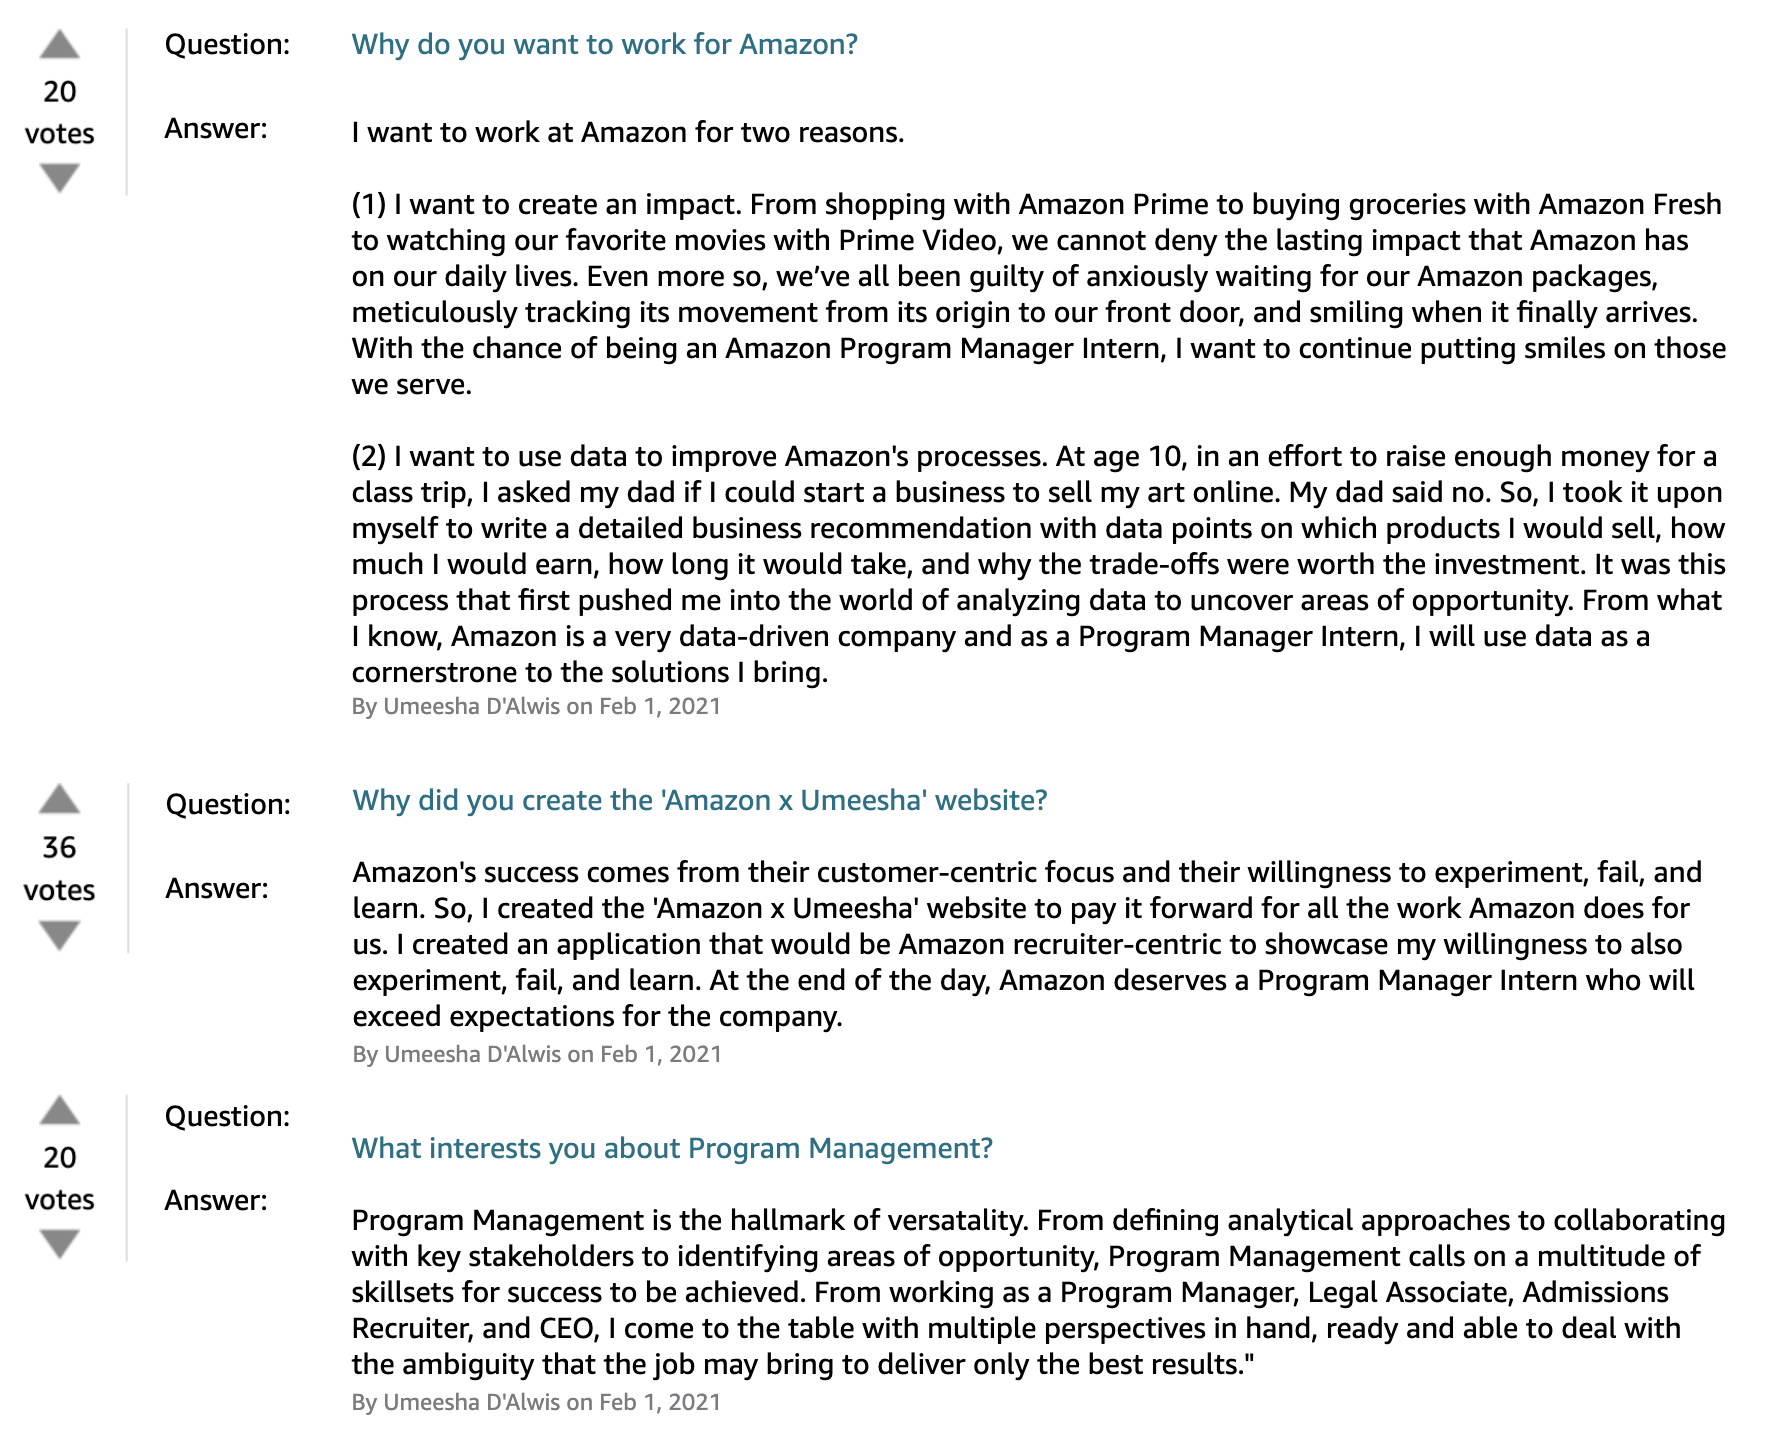 Question: Why do you want to work for Amazon?
20
votes
Answer: I want to work at Amazon for two reasons.
(1) I want to create an impact. From shopping with Amazon Prime to buying groceries with Amazon Fresh
to watching our favorite movies with Prime Video, we cannot deny the lasting impact that Amazon has
on our daily lives. Even more so, we’ve all been guilty of anxiously waiting for our Amazon packages,
meticulously tracking its movement from its origin to our front door, and smiling when it finally arrives.
With the chance of being an Amazon Program Manager Intern, I want to continue putting smiles on those
we serve.
(2) I want to use data to improve Amazon's processes. At age 10, in an effort to raise enough money for a
class trip, I asked my dad if I could start a business to sell my art online. My dad said no. So, I took it upon
myself to write a detailed business recommendation with data points on which products I would sell, how
much I would earn, how long it would take, and why the trade-offs were worth the investment. It was this
process that first pushed me into the world of analyzing data to uncover areas of opportunity. From what
I know, Amazon is a very data-driven company and as a Program Manager Intern, I will use data as a
cornerstrone to the solutions I bring.
By Umeesha D'Alwis on Feb 1, 2021
Question: Why did you create the 'Amazon x Umeesha' website?
36
votes
Answer: Amazon's success comes from their customer-centric focus and their willingness to experiment, fail, and
learn. So, I created the 'Amazon x Umeesha' website to pay it forward for all the work Amazon does for
us. I created an application that would be Amazon recruiter-centric to showcase my willingness to also
experiment, fail, and learn. At the end of the day, Amazon deserves a Program Manager Intern who will
exceed expectations for the company.
By Umeesha D'Alwis on Feb 1, 2021
Question:
What interests you about Program Management?
20
votes
Answer:
Program Management is the hallmark of versatality. From defining analytical approaches to collaborating
with key stakeholders to identifying areas of opportunity, Program Management calls on a multitude of
skillsets for success to be achieved. From working as a Program Manager, Legal Associate, Admissions
Recruiter, and CEO, I come to the table with multiple perspectives in hand, ready and able to deal with
the ambiguity that the job may bring to deliver only the best results."
By Umeesha D'Alwis on Feb 1, 2021